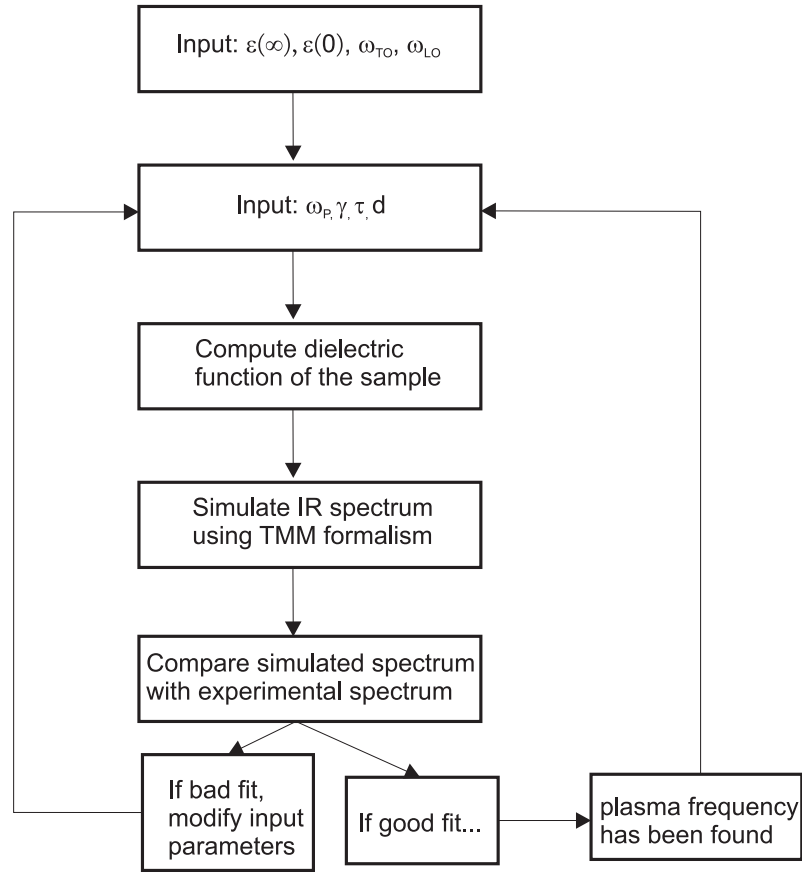 Input: ε(∞), ε(0), ω_TO, ω_LO
Input: ω_P, γ, τ, d
Compute dielectric
function of the sample
Simulate IR spectrum
using TMM formalism
Compare simulated spectrum
with experimental spectrum
If bad fit,
modify input
parameters
If good fit...
plasma frequency
has been found